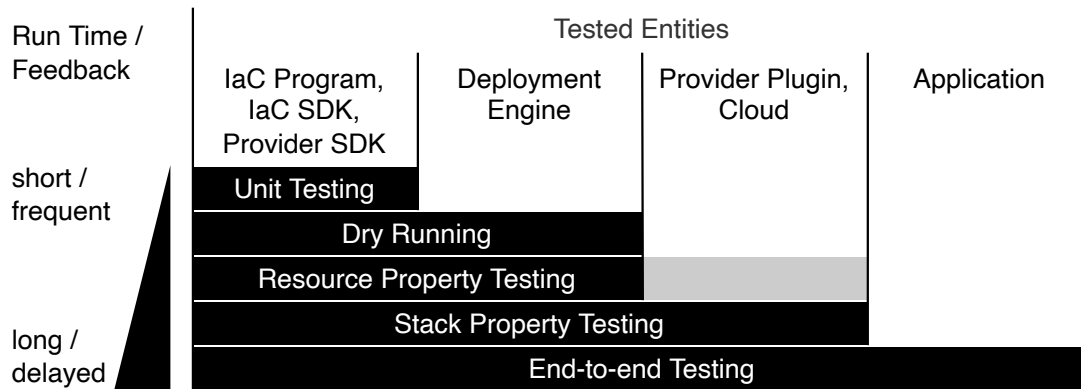 Run Time /
Feedback
Tested Entities
IaC Program,
IaC SDK,
Provider SDK
Deployment
Engine
Provider Plugin,
Cloud
Application
short /
frequent
Unit Testing
Dry Running
Resource Property Testing
Stack Property Testing
long /
delayed
End-to-end Testing